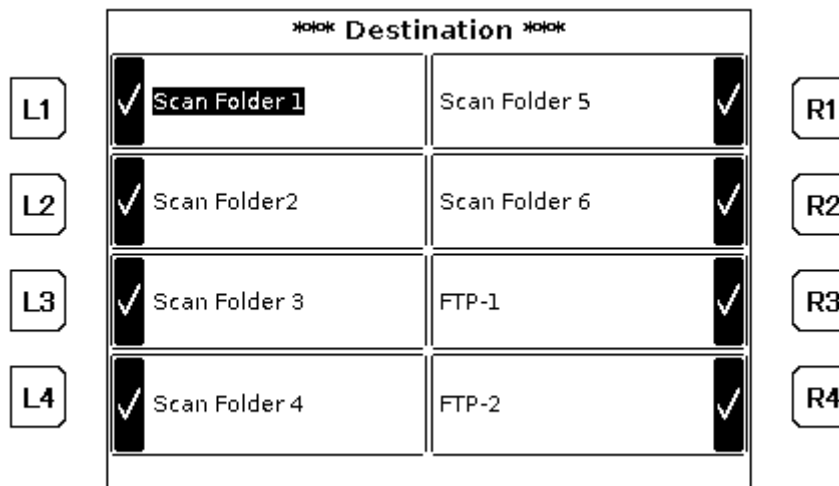 *** Destination ***
L1 Scan Folder 1 Scan Folder 5 R1
L2 Scan Folder2 Scan Folder 6 R2
L3 Scan Folder 3 FTP-1 R3
L4 Scan Folder 4 FTP-2 R4